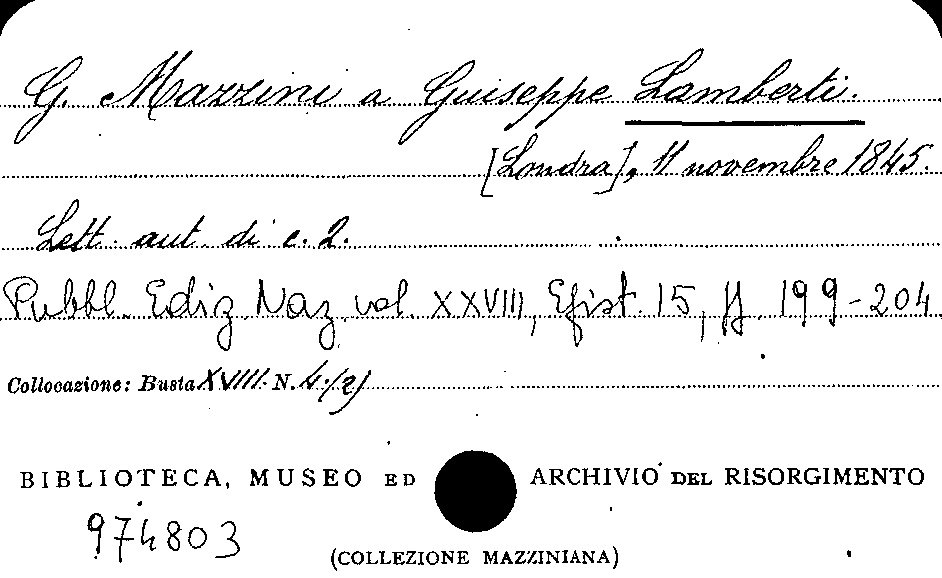 G. Mazzini a Giuseppe Lamberti.
[Londra], 11 novembre 1845.
Lett. aut. di c. 2.
Pubbl. Ediz Naz. vol. XXVIII, Epist. 15, pp. 199-204
Collocazione: Busta XVIII. N. 4.(2)
BIBLIOTECA, MUSEO ED ARCHIVIO DEL RISORGIMENTO
974803
(COLLEZIONE MAZZINIANA)